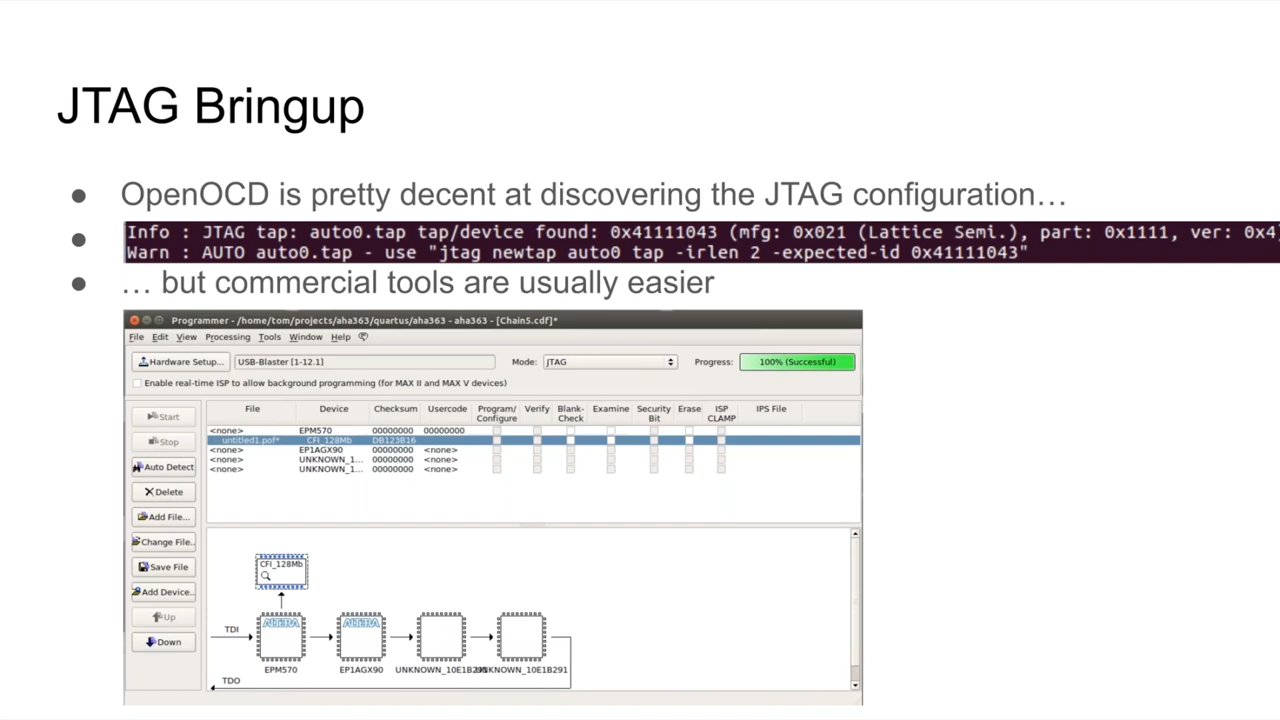 JTAG Bringup
● OpenOCD is pretty decent at discovering the JTAG configuration…
● Info : JTAG tap: auto0.tap tap/device found: 0x41111043 (mfg: 0x021 (Lattice Semi.), part: 0x1111, ver: 0x4)
Warn : AUTO auto0.tap - use "jtag newtap auto0 tap -irlen 2 -expected-id 0x41111043"
● … but commercial tools are usually easier
Programmer - /home/tom/projects/aha363/quartus/aha363 - aha363 - [Chain5.cdf]*
File Edit View Processing Tools Window Help
Hardware Setup... USB-Blaster [1-12.1] Mode: JTAG Progress: 100% (Successful)
Enable real-time ISP to allow background programming (for MAX II and MAX V devices)
File Device Checksum Usercode Program/ Verify Blank- Examine Security Erase ISP IPS File
Configure Check Bit CLAMP
<none> EPM570 00000000 00000000
untitled1.pof* CFI_128Mb DB123B16
<none> EP1AGX90 00000000 <none>
<none> UNKNOWN_1... 00000000 <none>
<none> UNKNOWN_1... 00000000 <none>
Start
Stop
Auto Detect
Delete
Add File...
Change File..
Save File
Add Device..
Up
Down
CFI_128Mb
ALTERA ALTERA
TDI
EPM570 EP1AGX90 UNKNOWN_10E1B291
TDO